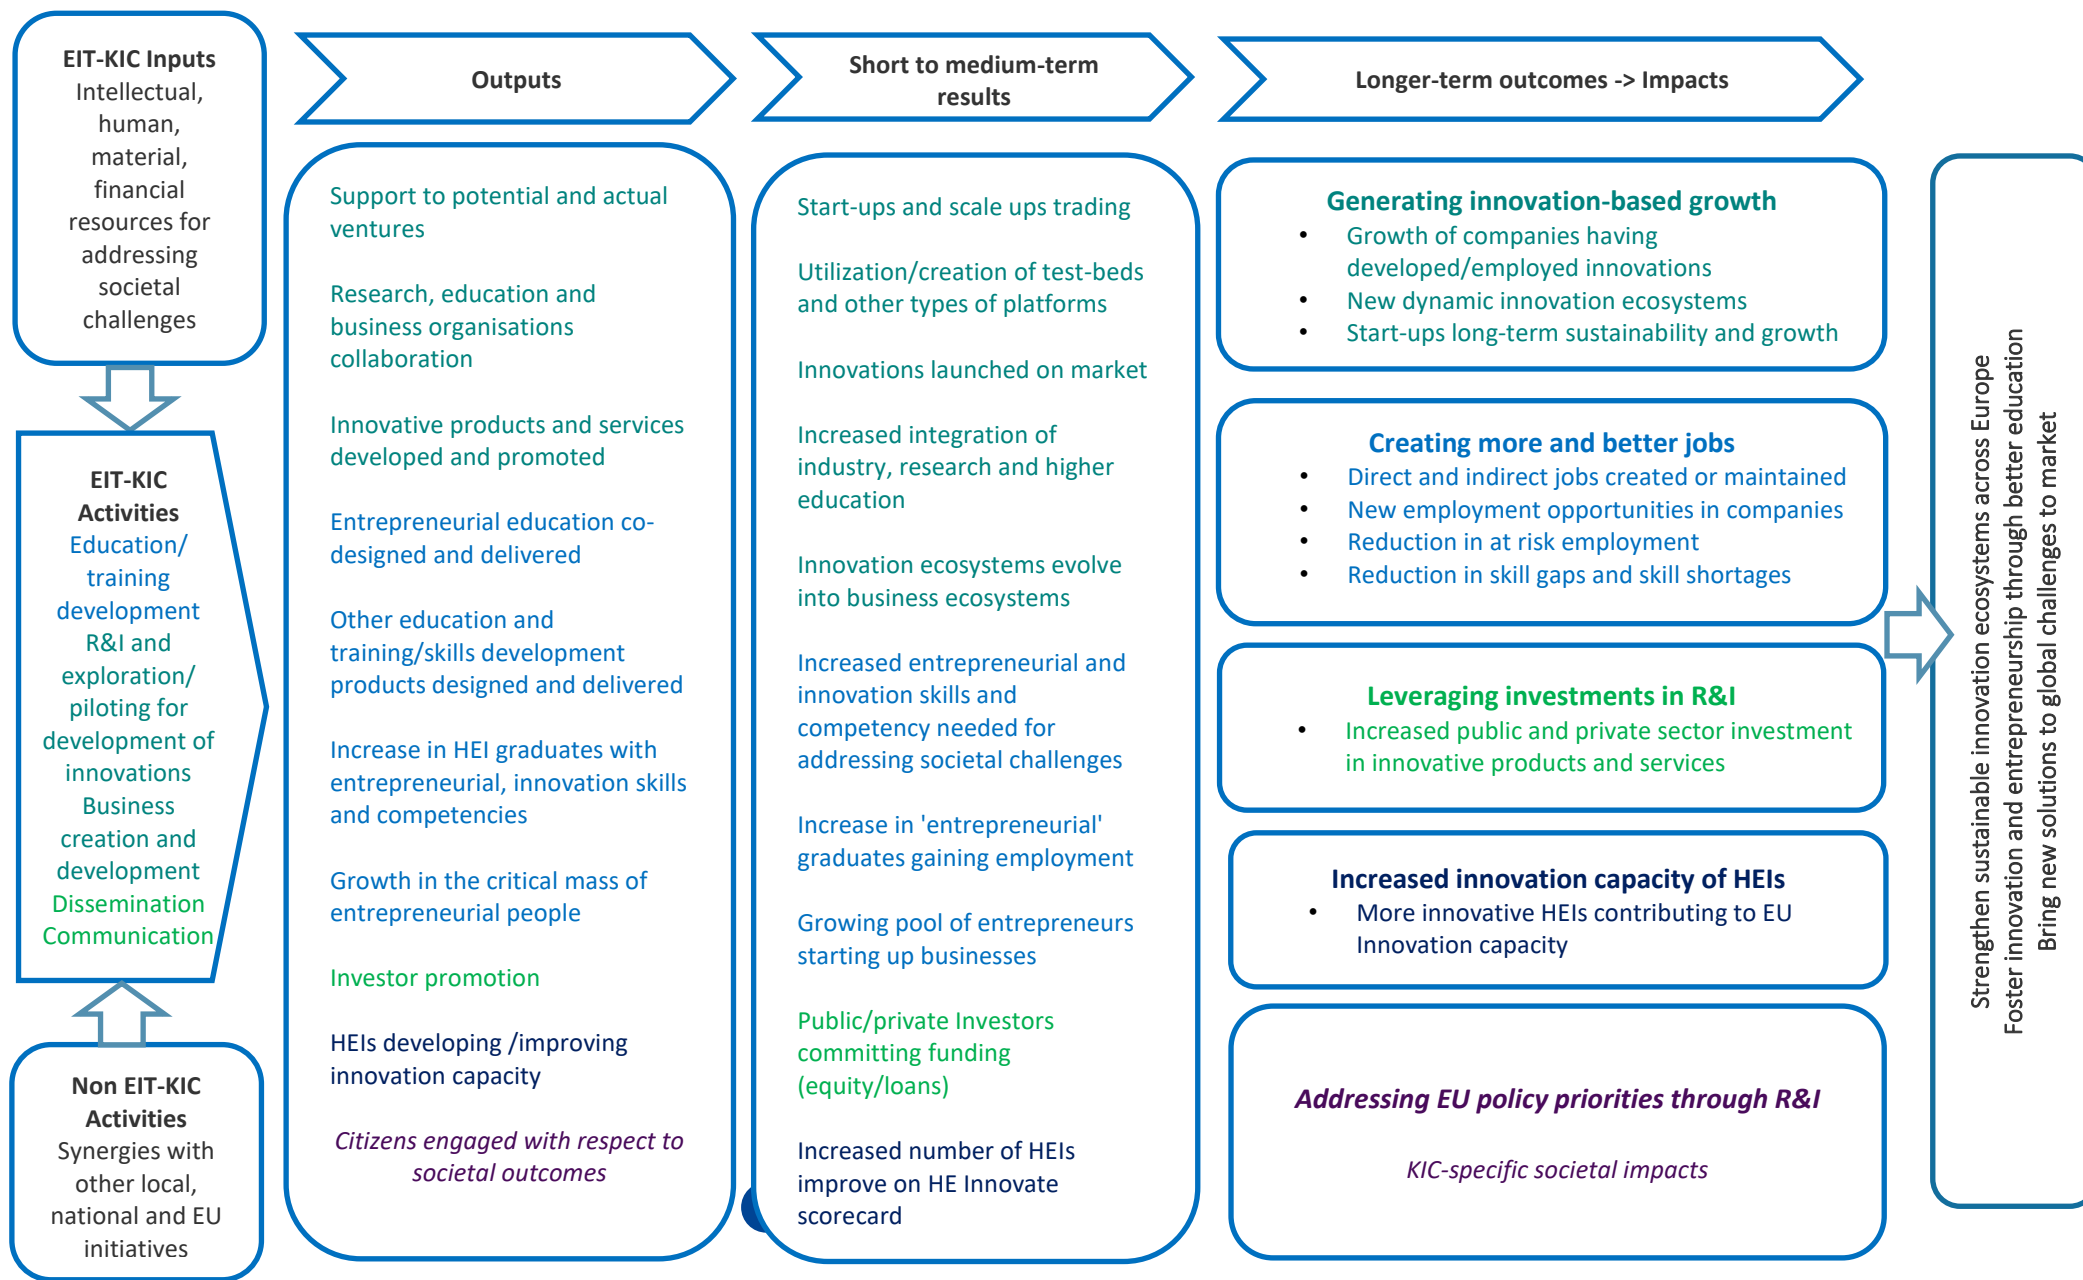 EIT-KIC Inputs
Intellectual,
human,
material,
financial
resources for
addressing
societal
challenges
EIT-KIC
Activities
Education/
training
development
R&I and
exploration/
piloting for
development of
innovations
Business
creation and
development
Dissemination
Communication
Non EIT-KIC
Activities
Synergies with
other local,
national and EU
initiatives
Outputs
Support to potential and actual
ventures
Research, education and
business organisations
collaboration
Innovative products and services
developed and promoted
Entrepreneurial education co-
designed and delivered
Other education and
training/skills development
products designed and delivered
Increase in HEI graduates with
entrepreneurial, innovation skills
and competencies
Growth in the critical mass of
entrepreneurial people
Investor promotion
HEIs developing /improving
innovation capacity
Citizens engaged with respect to
societal outcomes
Short to medium-term
results
Start-ups and scale ups trading
Utilization/creation of test-beds
and other types of platforms
Innovations launched on market
Increased integration of
industry, research and higher
education
Innovation ecosystems evolve
into business ecosystems
Increased entrepreneurial and
innovation skills and
competency needed for
addressing societal challenges
Increase in 'entrepreneurial'
graduates gaining employment
Growing pool of entrepreneurs
starting up businesses
Public/private Investors
committing funding
(equity/loans)
Increased number of HEIs
improve on HE Innovate
scorecard
Longer-term outcomes -> Impacts
Generating innovation-based growth
• Growth of companies having
developed/employed innovations
• New dynamic innovation ecosystems
• Start-ups long-term sustainability and growth
Creating more and better jobs
• Direct and indirect jobs created or maintained
• New employment opportunities in companies
• Reduction in at risk employment
• Reduction in skill gaps and skill shortages
Leveraging investments in R&I
• Increased public and private sector investment
in innovative products and services
Increased innovation capacity of HEIs
• More innovative HEIs contributing to EU
Innovation capacity
Addressing EU policy priorities through R&I
KIC-specific societal impacts
Strengthen sustainable innovation ecosystems across Europe
Foster innovation and entrepreneurship through better education
Bring new solutions to global challenges to market